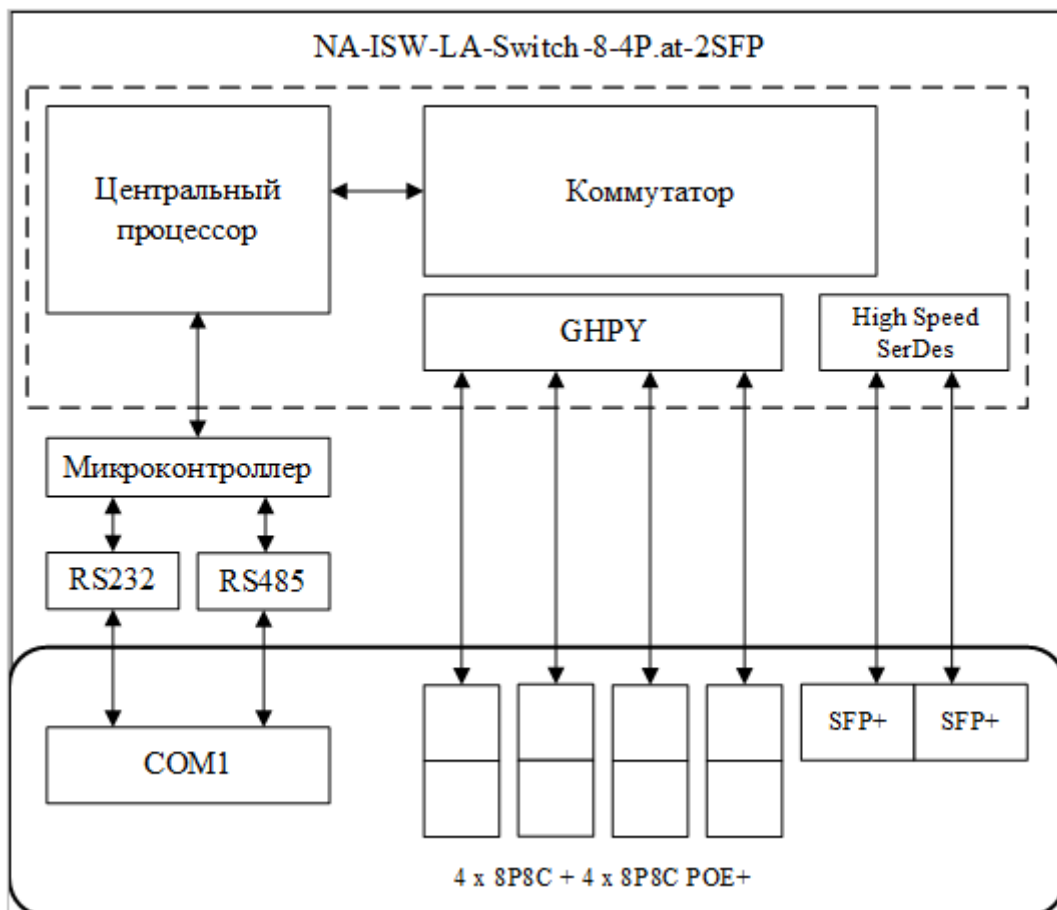 NA-ISW-LA-Switch-8-4P.at-2SFP
Центральный
процессор
Коммутатор
GHPY
High Speed
SerDes
Микроконтроллер
RS232
RS485
COM1
SFP+
SFP+
4 x 8P8C + 4 x 8P8C POE+